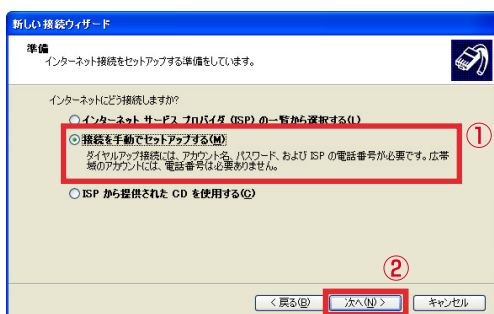 新しい接続ウィザード
準備
インターネット接続をセットアップする準備をしています。
インターネットにどう接続しますか?
インターネット サービス プロバイダ (ISP) の一覧から選択する(L)
接続を手動でセットアップする(M)
①
ダイヤルアップ接続には、アカウント名、パスワード、および ISP の電話番号が必要です。広帯
域のアカウントには、電話番号は必要ありません。
ISP から提供された CD を使用する(C)
②
< 戻る(B)
次へ(N) >
キャンセル